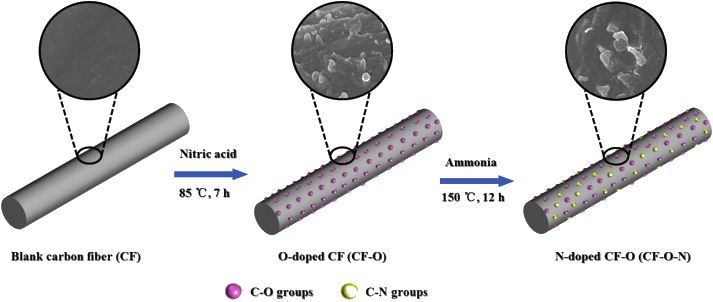 Nitric acid
85 ℃, 7 h
Ammonia
150 ℃, 12 h
Blank carbon fiber (CF)
O-doped CF (CF-O)
N-doped CF-O (CF-O-N)
C-O groups
C-N groups